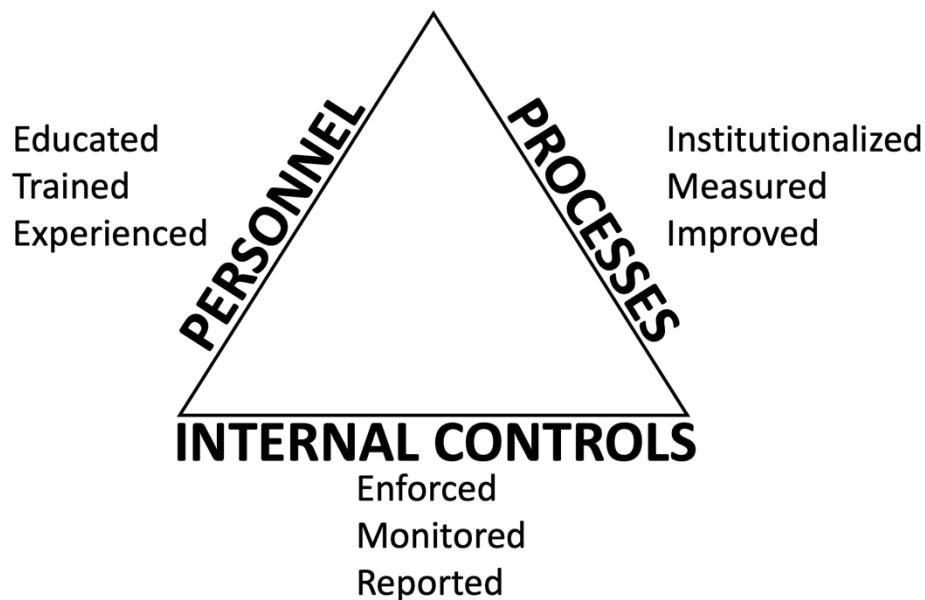 PERSONNEL
Educated
Trained
Experienced
PROCESSES
Institutionalized
Measured
Improved
INTERNAL CONTROLS
Enforced
Monitored
Reported